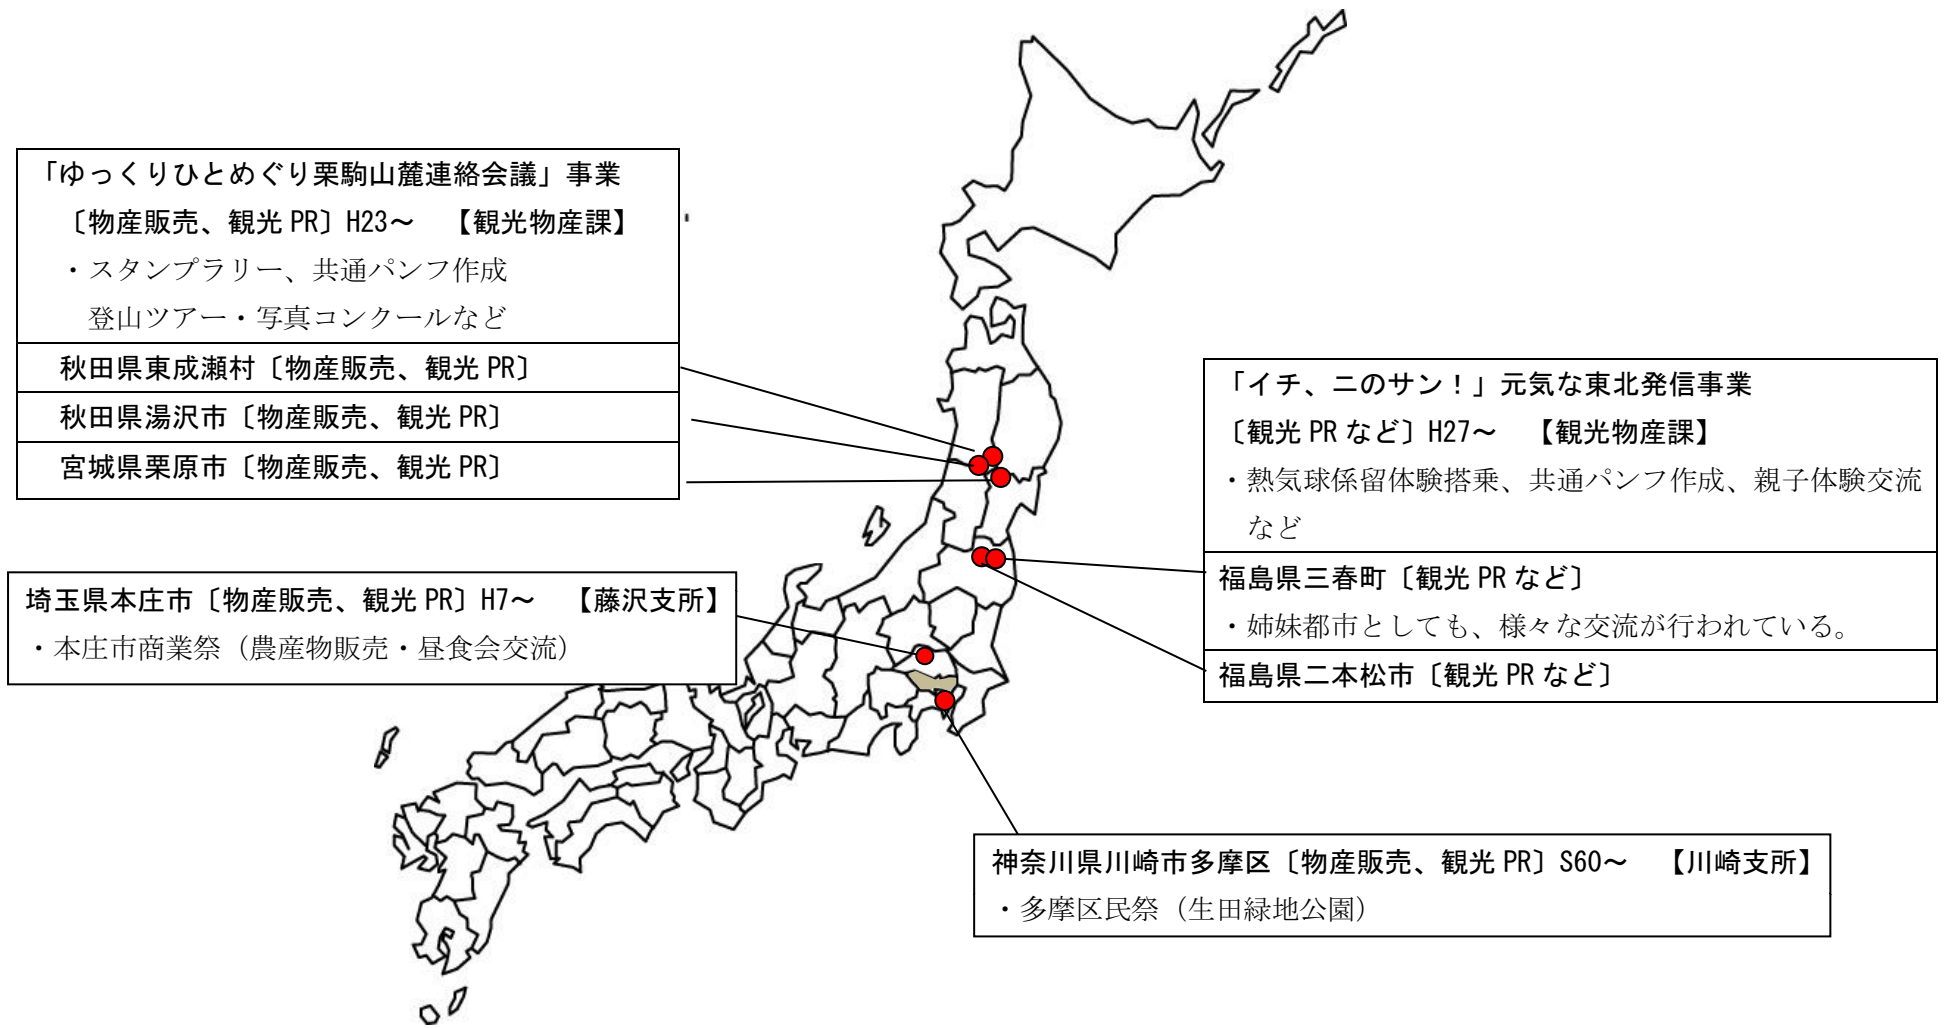 「ゆっくりひとめぐり栗駒山麓連絡会議」事業
〔物産販売、観光 PR〕H23～　【観光物産課】
・スタンプラリー、共通パンフ作成
登山ツアー・写真コンクールなど
秋田県東成瀬村〔物産販売、観光 PR〕
秋田県湯沢市〔物産販売、観光 PR〕
宮城県栗原市〔物産販売、観光 PR〕
「イチ、ニのサン！」元気な東北発信事業
〔観光 PR など〕H27～　【観光物産課】
・熱気球係留体験搭乗、共通パンフ作成、親子体験交流
など
福島県三春町〔観光 PR など〕
・姉妹都市としても、様々な交流が行われている。
福島県二本松市〔観光 PR など〕
埼玉県本庄市〔物産販売、観光 PR〕H7～　【藤沢支所】
・本庄市商業祭（農産物販売・昼食会交流）
神奈川県川崎市多摩区〔物産販売、観光 PR〕S60～　【川崎支所】
・多摩区民祭（生田緑地公園）